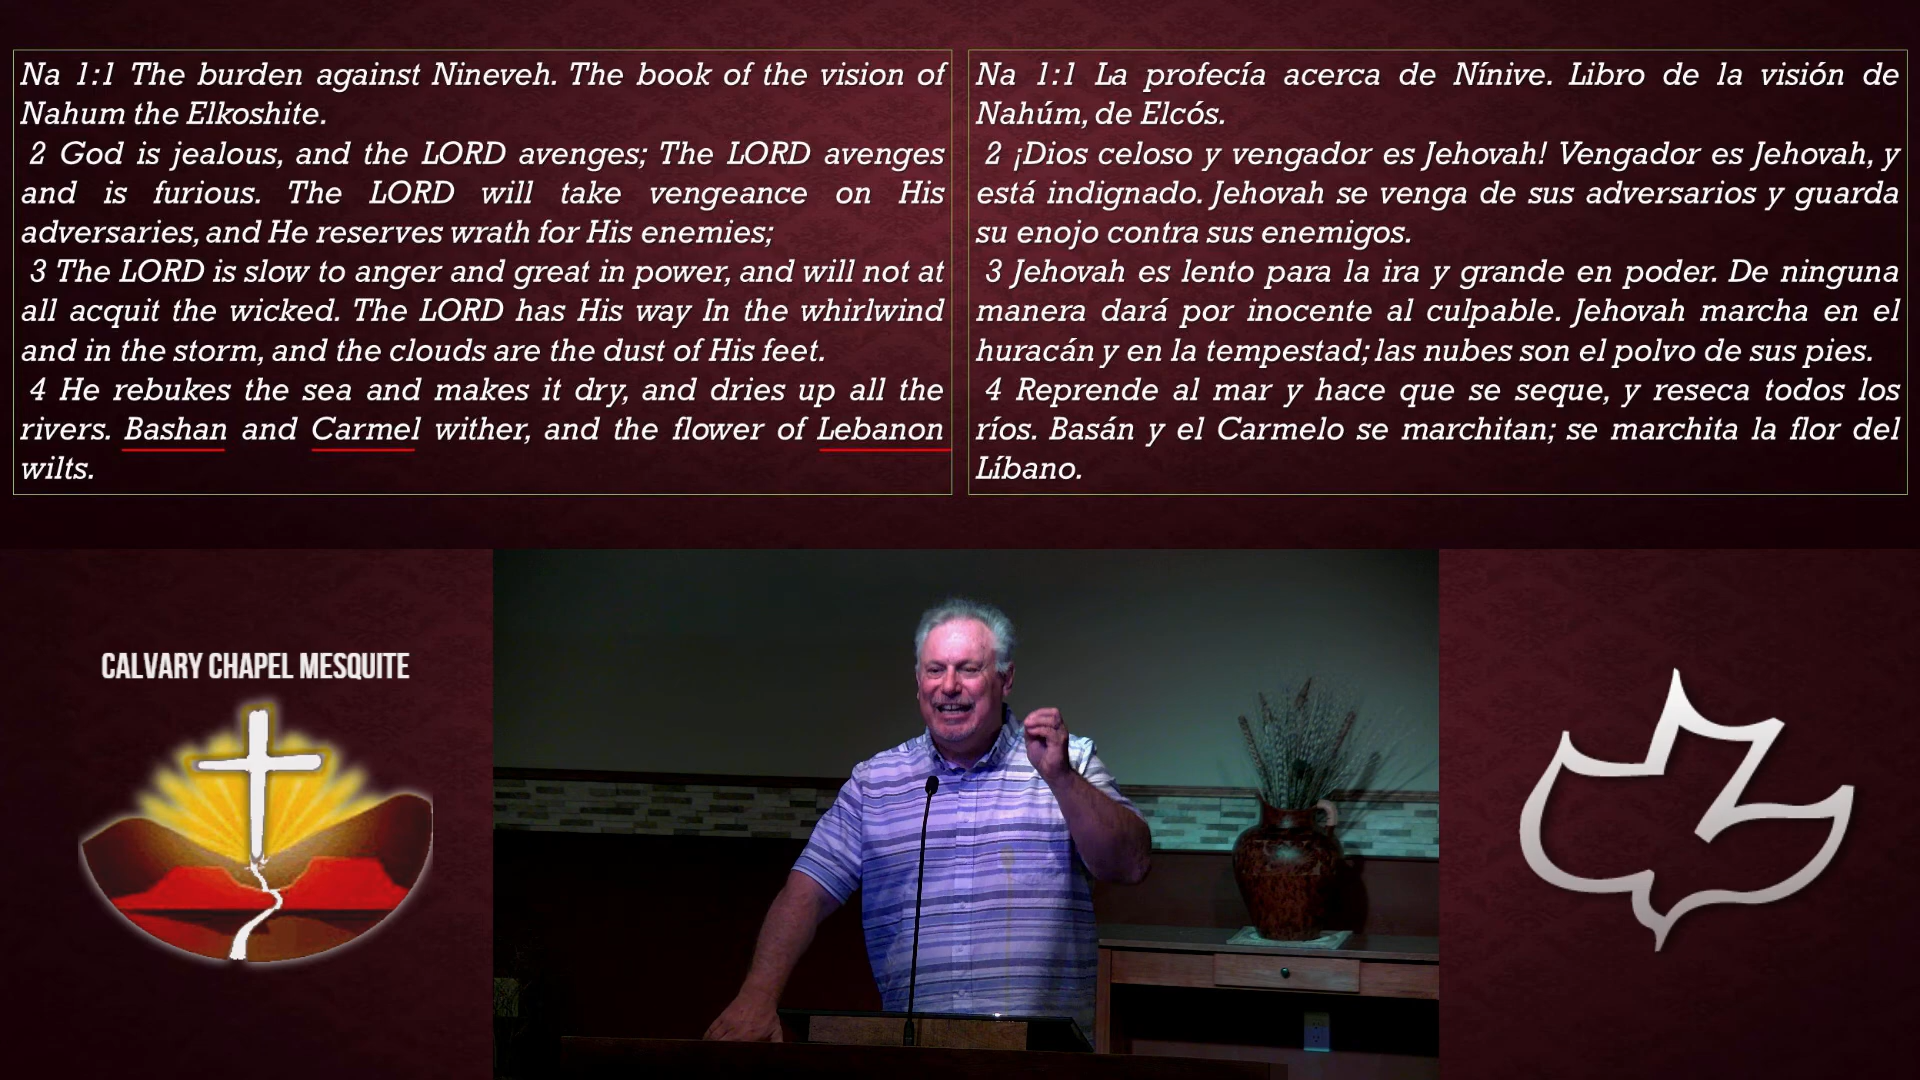 Na 1:1 The burden against Nineveh. The book of the vision of
Nahum the Elkoshite.
2 God is jealous, and the LORD avenges; The LORD avenges
and is furious. The LORD will take vengeance on His
adversaries, and He reserves wrath for His enemies;
3 The LORD is slow to anger and great in power, and will not at
all acquit the wicked. The LORD has His way In the whirlwind
and in the storm, and the clouds are the dust of His feet.
4 He rebukes the sea and makes it dry, and dries up all the
rivers. Bashan and Carmel wither, and the flower of Lebanon
wilts.
Na 1:1 La profecía acerca de Nínive. Libro de la visión de
Nahúm, de Elcós.
2 ¡Dios celoso y vengador es Jehovah! Vengador es Jehovah, y
está indignado. Jehovah se venga de sus adversarios y guarda
su enojo contra sus enemigos.
3 Jehovah es lento para la ira y grande en poder. De ninguna
manera dará por inocente al culpable. Jehovah marcha en el
huracán y en la tempestad; las nubes son el polvo de sus pies.
4 Reprende al mar y hace que se seque, y reseca todos los
ríos. Basán y el Carmelo se marchitan; se marchita la flor del
Líbano.
CALVARY CHAPEL MESQUITE